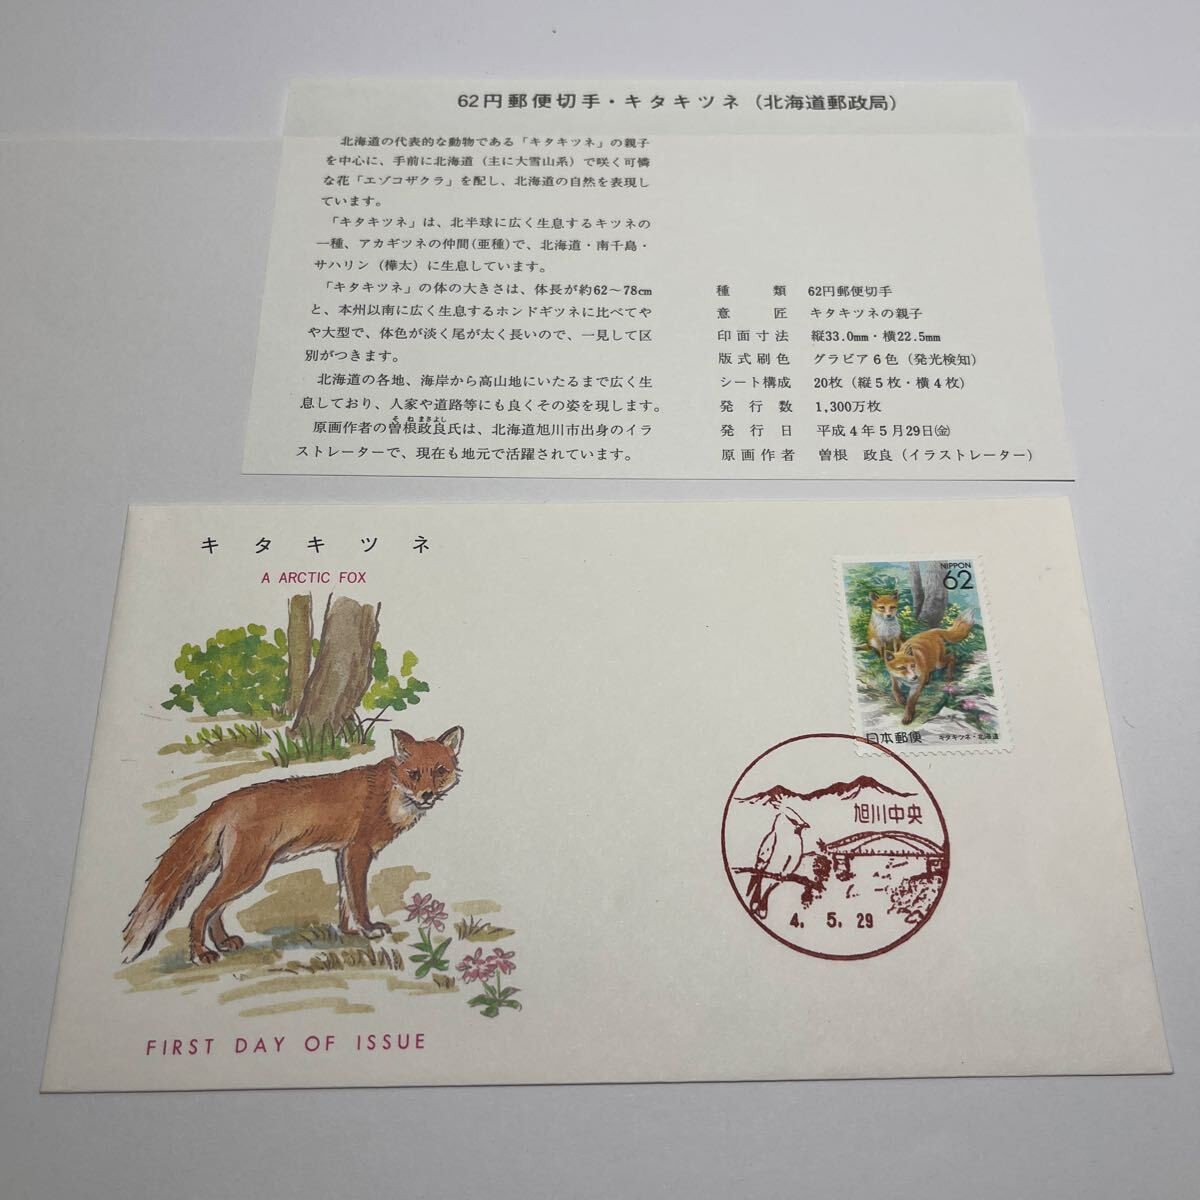 62円郵便切手・キタキツネ（北海道郵政局）
北海道の代表的な動物である「キタキツネ」の親子
を中心に、手前に北海道（主に大雪山系）で咲く可憐
な花「エゾコザクラ」を配し、北海道の自然を表現し
ています。
「キタキツネ」は、北半球に広く生息するキツネの
一種、アカギツネの仲間(亜種)で、北海道・南千島・
サハリン（樺太）に生息しています。
「キタキツネ」の体の大きさは、体長が約62～78cm
と、本州以南に広く生息するホンドギツネに比べてや
や大型で、体色が淡く尾が太く長いので、一見して区
別がつきます。
北海道の各地、海岸から高山地にいたるまで広く生
息しており、人家や道路等にも良くその姿を現します。
そねまさよし
原画作者の曽根政良氏は、北海道旭川市出身のイラ
ストレーターで、現在も地元で活躍されています。
種類 62円郵便切手
意匠 キタキツネの親子
印面寸法 縦33.0mm・横22.5mm
版式刷色 グラビア6色（発光検知）
シート構成 20枚（縦5枚・横4枚）
発行数 1,300万枚
発行日 平成4年5月29日㈮
原画作者 曽根 政良（イラストレーター）
キタキツネ
A ARCTIC FOX
FIRST DAY OF ISSUE
NIPPON
62
日本郵便 キタキツネ・北海道
旭川中央
4. 5. 29